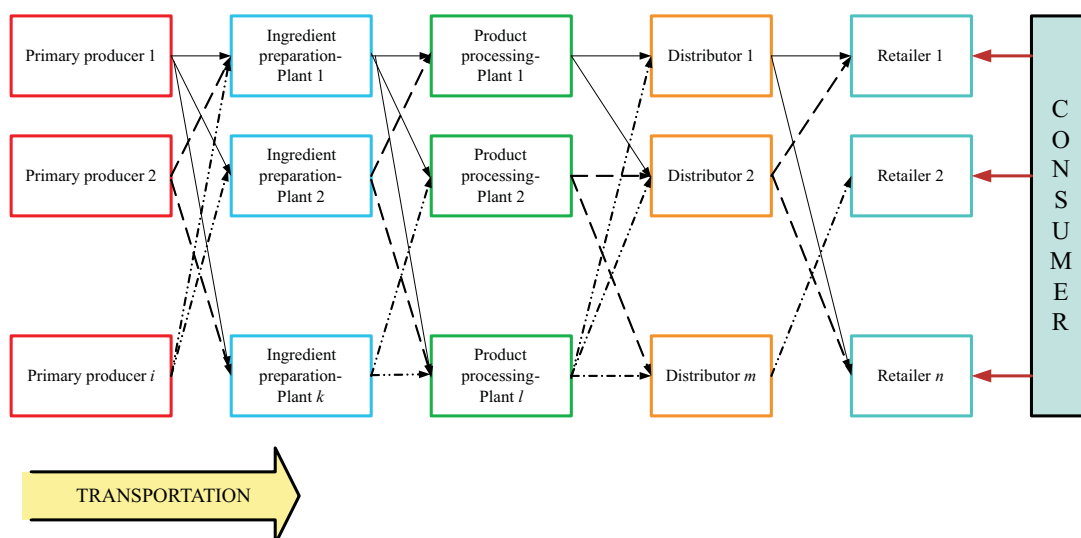 Primary producer 1
Ingredient
preparation-
Plant 1
Product
processing-
Plant 1
Distributor 1
Retailer 1
Primary producer 2
Ingredient
preparation-
Plant 2
Product
processing-
Plant 2
Distributor 2
Retailer 2
Primary producer i
Ingredient
preparation-
Plant k
Product
processing-
Plant l
Distributor m
Retailer n
CONSUMER
TRANSPORTATION